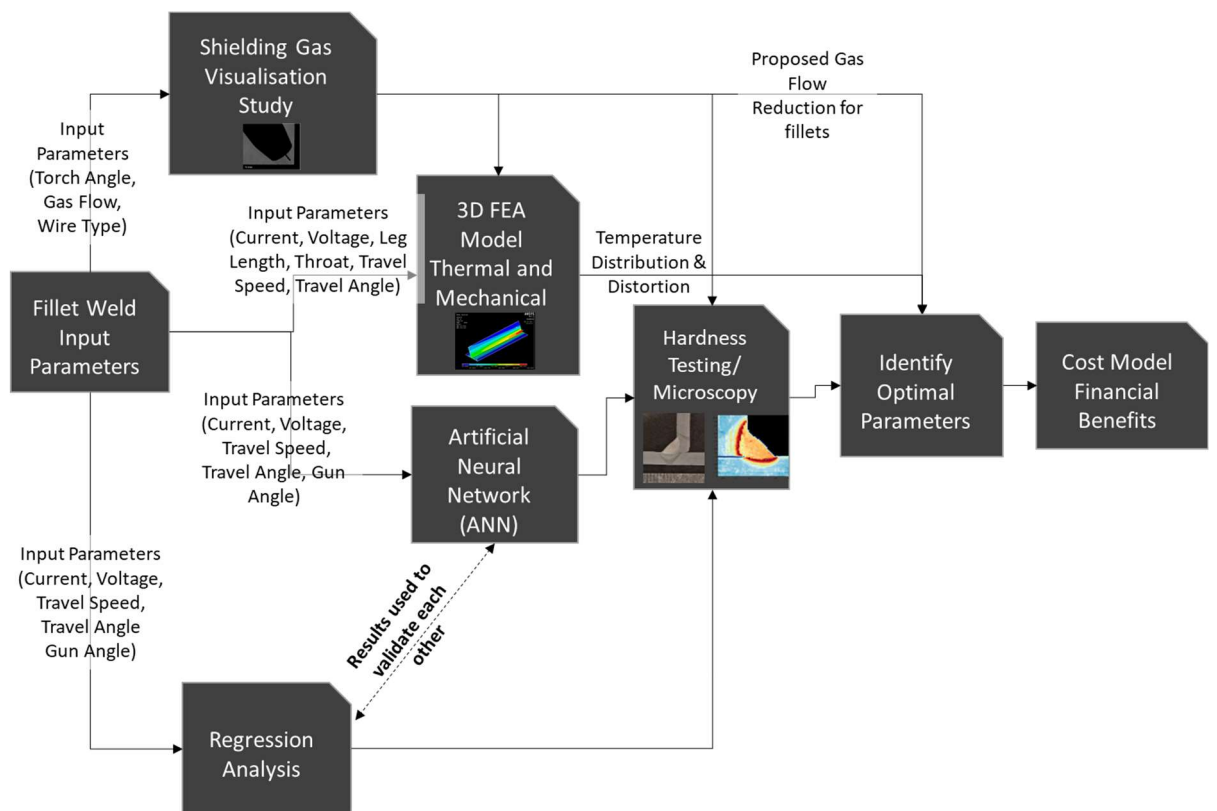 Shielding Gas
Visualisation
Study
Proposed Gas
Flow
Reduction for
fillets
Input
Parameters
(Torch Angle,
Gas Flow,
Wire Type)
Input Parameters
(Current, Voltage, Leg
Length, Throat, Travel
Speed, Travel Angle)
3D FEA
Model
Thermal and
Mechanical
Temperature
Distribution &
Distortion
Fillet Weld
Input
Parameters
Hardness
Testing/
Microscopy
Identify
Optimal
Parameters
Cost Model
Financial
Benefits
Input Parameters
(Current, Voltage,
Travel Speed,
Travel Angle, Gun
Angle)
Artificial
Neural
Network
(ANN)
Input Parameters
(Current, Voltage,
Travel Speed,
Travel Angle
Gun Angle)
Results used to
validate each
other
Regression
Analysis